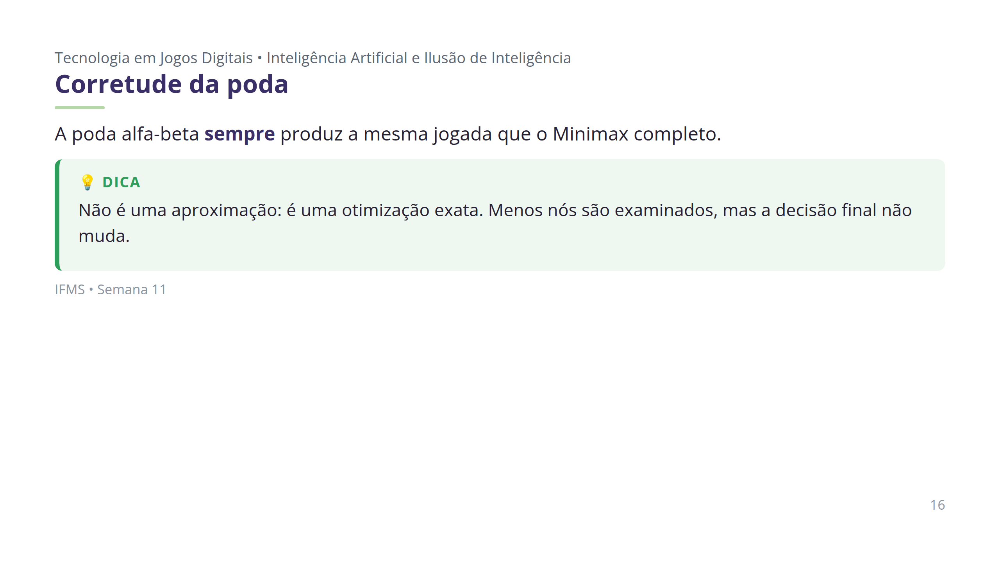 Tecnologia em Jogos Digitais • Inteligência Artificial e Ilusão de Inteligência
Corretude da poda
A poda alfa-beta sempre produz a mesma jogada que o Minimax completo.
💡 DICA
Não é uma aproximação: é uma otimização exata. Menos nós são examinados, mas a decisão final não
muda.
IFMS • Semana 11
16